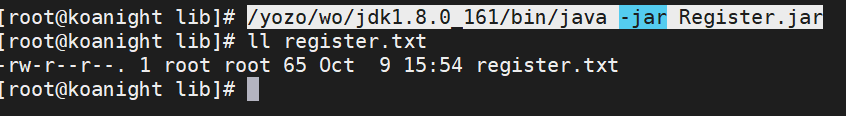 [root@koanight lib]# /yozo/wo/jdk1.8.0_161/bin/java -jar Register.jar
[root@koanight lib]# ll register.txt
-rw-r--r--. 1 root root 65 Oct  9 15:54 register.txt
[root@koanight lib]#